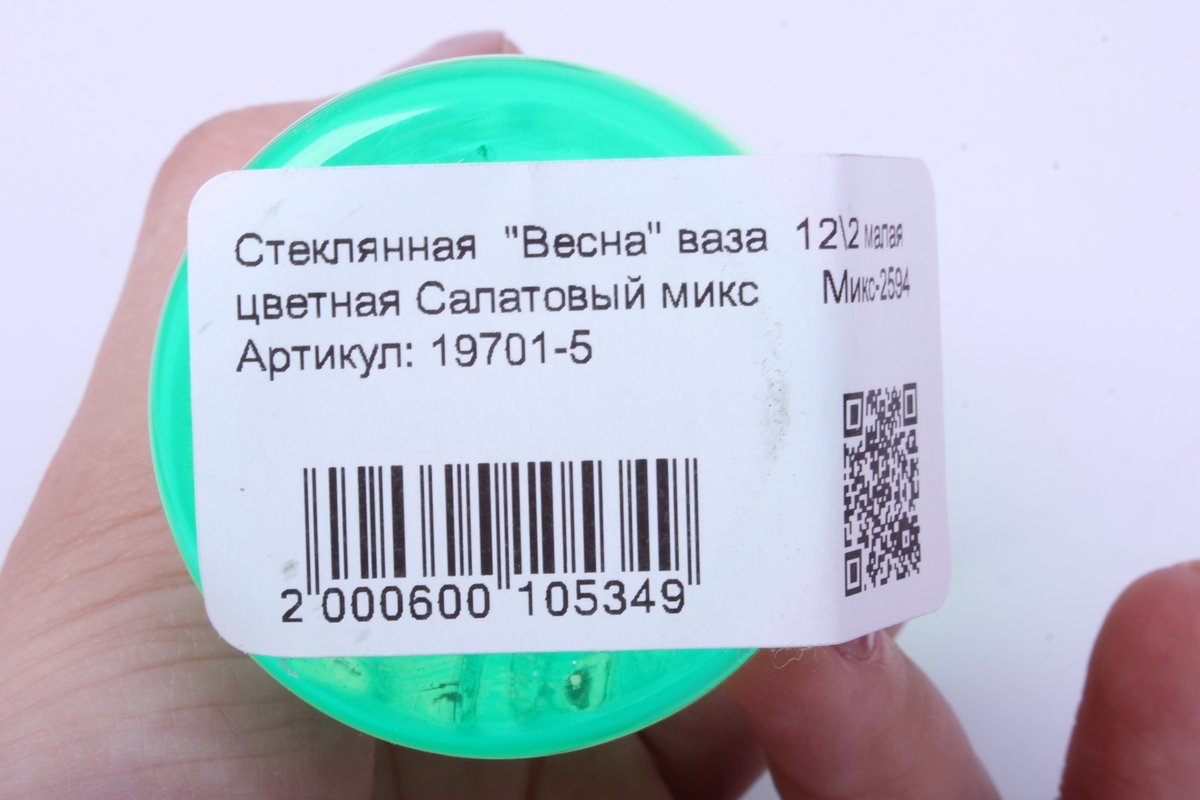 Стеклянная "Весна" ваза 12\2 малая
цветная Салатовый микс Микс-2594
Артикул: 19701-5
2 000600 105349